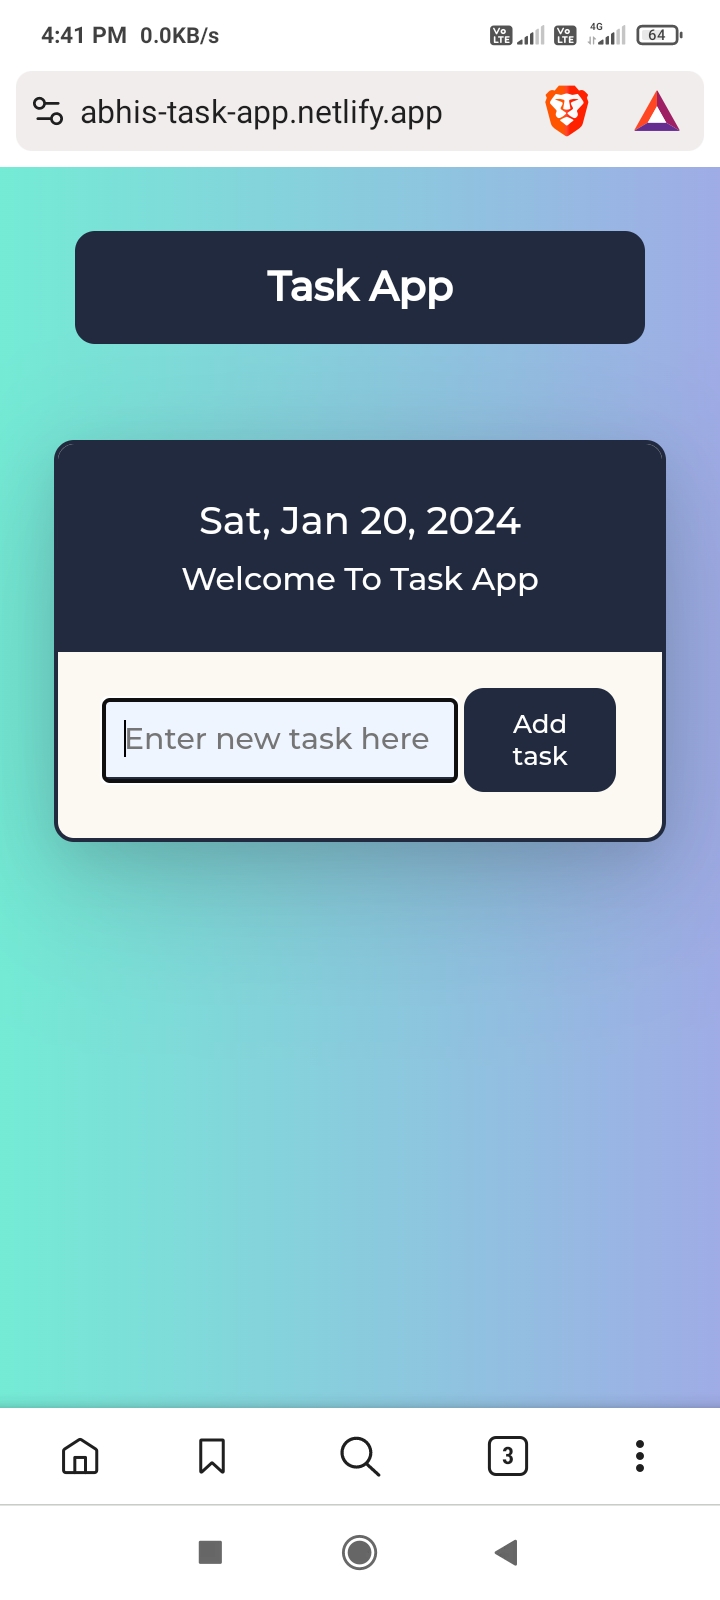 4:41 PM 0.0KB/s Vo LTE Vo LTE 4G 64
abhis-task-app.netlify.app
Task App
Sat, Jan 20, 2024
Welcome To Task App
Enter new task here
Add
task
3